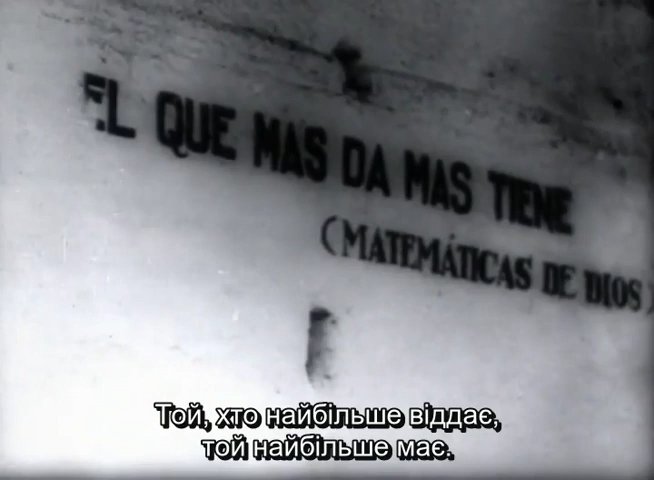 EL QUE MAS DA MAS TIENE
(MATEMÁTICAS DE DIOS)
Той, хто найбільше віддає,
той найбільше має.